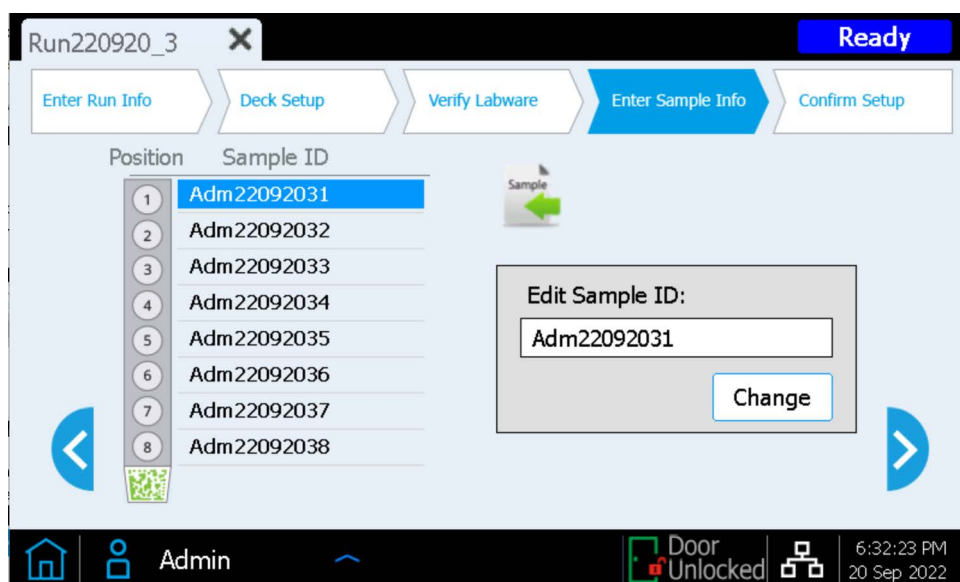 Run220920_3
Ready
Enter Run Info
Deck Setup
Verify Labware
Enter Sample Info
Confirm Setup
Position Sample ID
1 Adm22092031
2 Adm22092032
3 Adm22092033
4 Adm22092034
5 Adm22092035
6 Adm22092036
7 Adm22092037
8 Adm22092038
Sample
Edit Sample ID:
Adm22092031
Change
Admin
Door
Unlocked
6:32:23 PM
20 Sep 2022